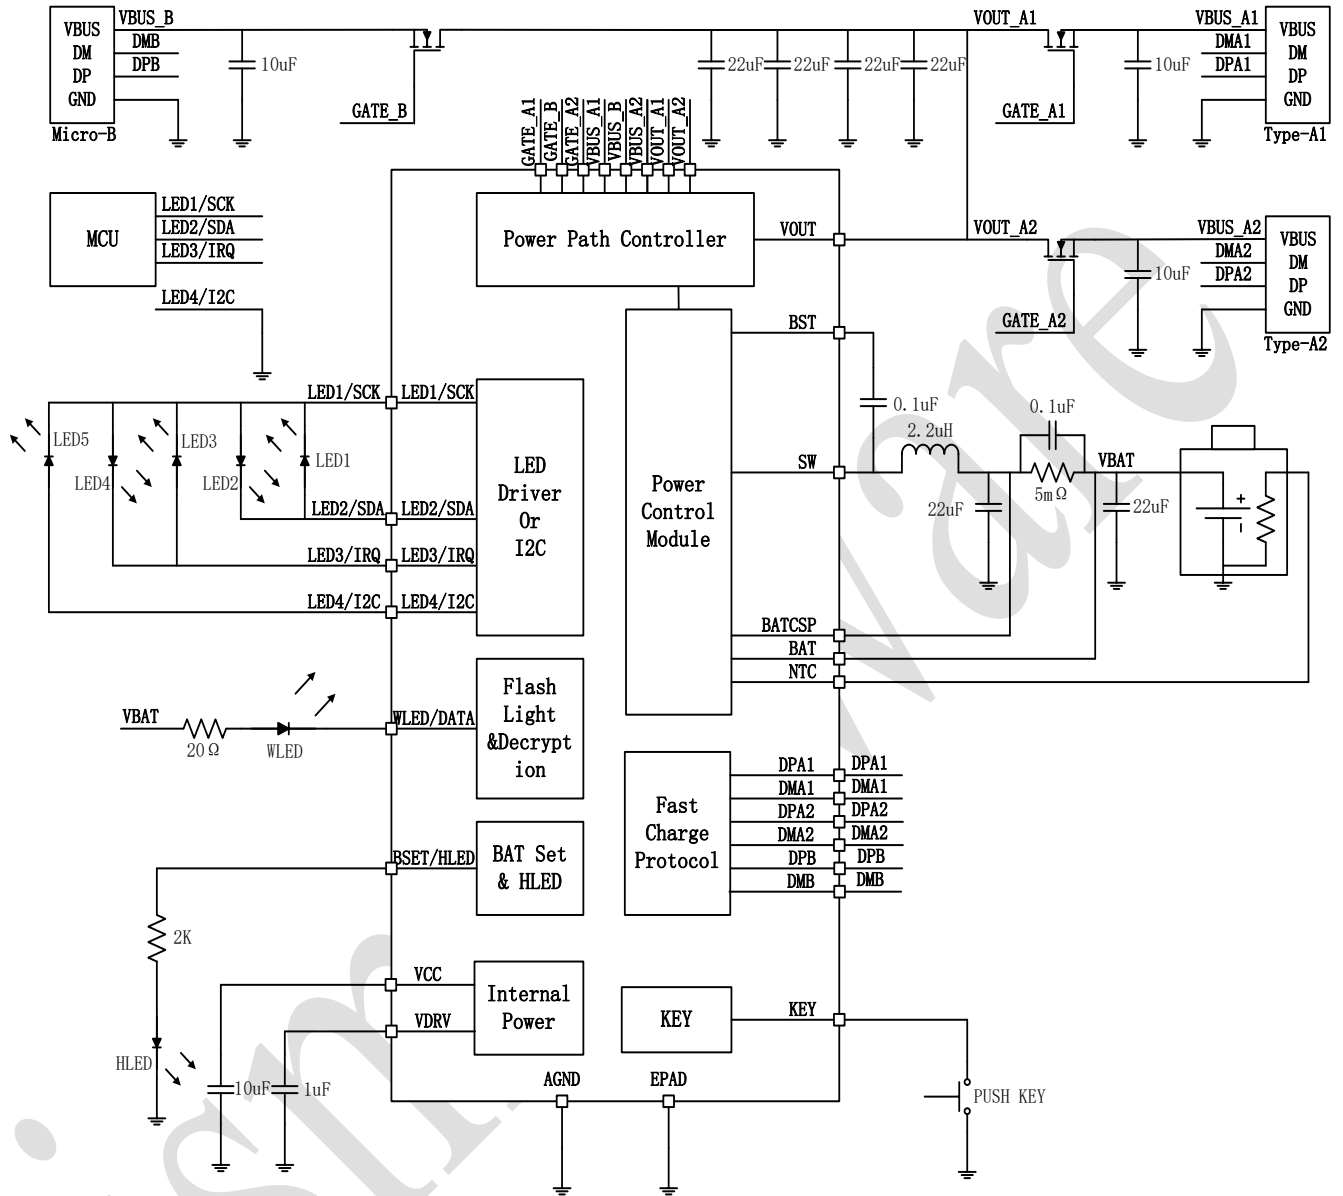 VBUS
DM
DP
GND
Micro-B
VBUS_B
DMB
DPB
10uF
GATE_B
22uF
22uF
22uF
22uF
VOUT_A1
GATE_A1
VBUS_A1
DMA1
DPA1
10uF
VBUS
DM
DP
GND
Type-A1
GATE_A1
GATE_B
GATE_A2
VBUS_A1
VBUS_B
VBUS_A2
VOUT_A1
VOUT_A2
MCU
LED1/SCK
LED2/SDA
LED3/IRQ
LED4/I2C
Power Path Controller
VOUT
VOUT_A2
GATE_A2
VBUS_A2
DMA2
DPA2
10uF
VBUS
DM
DP
GND
Type-A2
BST
0.1uF
2.2uH
SW
0.1uF
5mΩ
VBAT
22uF
22uF
+
-
Power
Control
Module
BATCSP
BAT
NTC
LED1/SCK
LED1/SCK
LED5
LED4
LED3
LED2
LED1
LED2/SDA
LED2/SDA
LED3/IRQ
LED3/IRQ
LED4/I2C
LED4/I2C
LED
Driver
Or
I2C
VBAT
20Ω
WLED
WLED/DATA
Flash
Light
&Decrypt
ion
Fast
Charge
Protocol
DPA1
DPA1
DMA1
DMA1
DPA2
DPA2
DMA2
DMA2
DPB
DPB
DMB
DMB
BSET/HLED
BAT Set
& HLED
2K
HLED
VCC
VDRV
10uF
1uF
Internal
Power
KEY
KEY
PUSH KEY
AGND
EPAD